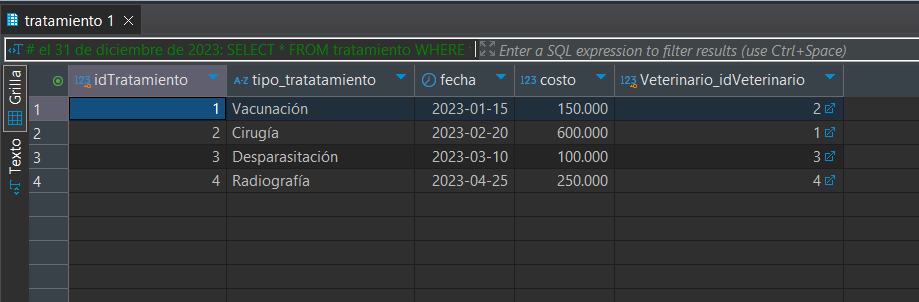 tratamiento 1
# el 31 de diciembre de 2023: SELECT * FROM tratamiento WHERE Enter a SQL expression to filter results (use Ctrl+Space)
Grilla
Texto
123 idTratamiento A-Z tipo_tratatamiento fecha 123 costo 123 Veterinario_idVeterinario
1 1 Vacunación 2023-01-15 150.000 2
2 2 Cirugía 2023-02-20 600.000 1
3 3 Desparasitación 2023-03-10 100.000 3
4 4 Radiografía 2023-04-25 250.000 4